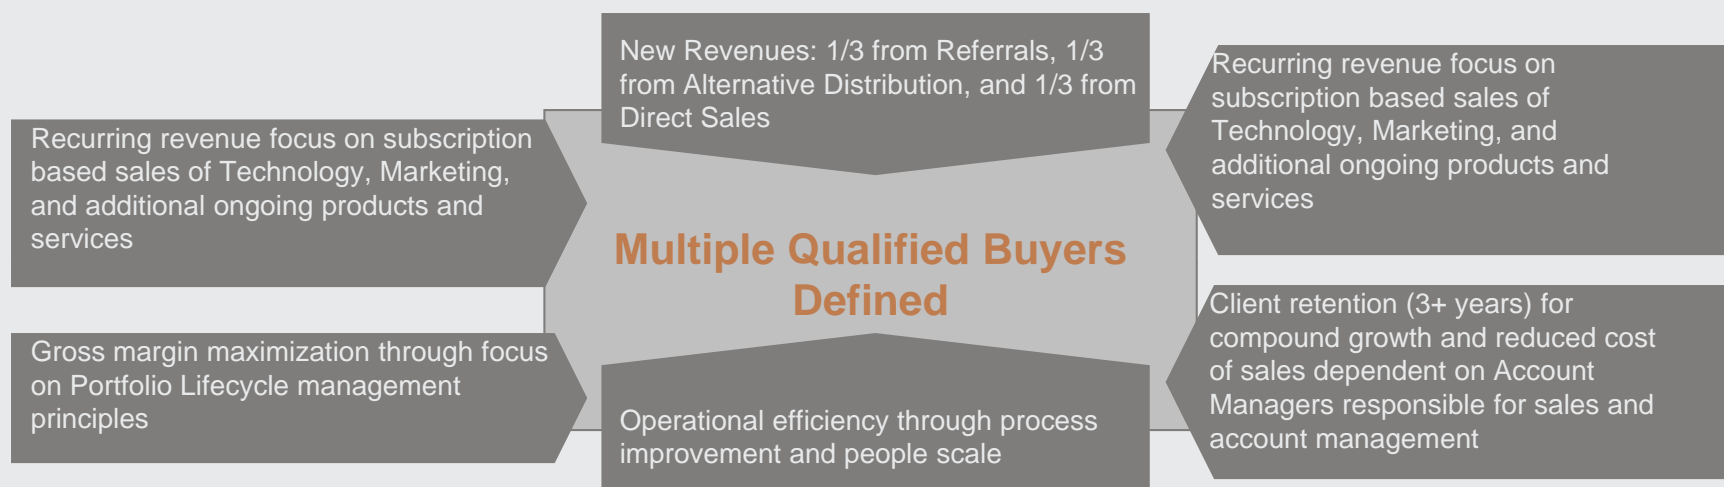 New Revenues: 1/3 from Referrals, 1/3
from Alternative Distribution, and 1/3 from
Direct Sales
Recurring revenue focus on subscription
based sales of Technology, Marketing,
and additional ongoing products and
services
Recurring revenue focus on
subscription based sales of
Technology, Marketing, and
additional ongoing products and
services
Multiple Qualified Buyers
Defined
Gross margin maximization through focus
on Portfolio Lifecycle management
principles
Operational efficiency through process
improvement and people scale
Client retention (3+ years) for
compound growth and reduced cost
of sales dependent on Account
Managers responsible for sales and
account management